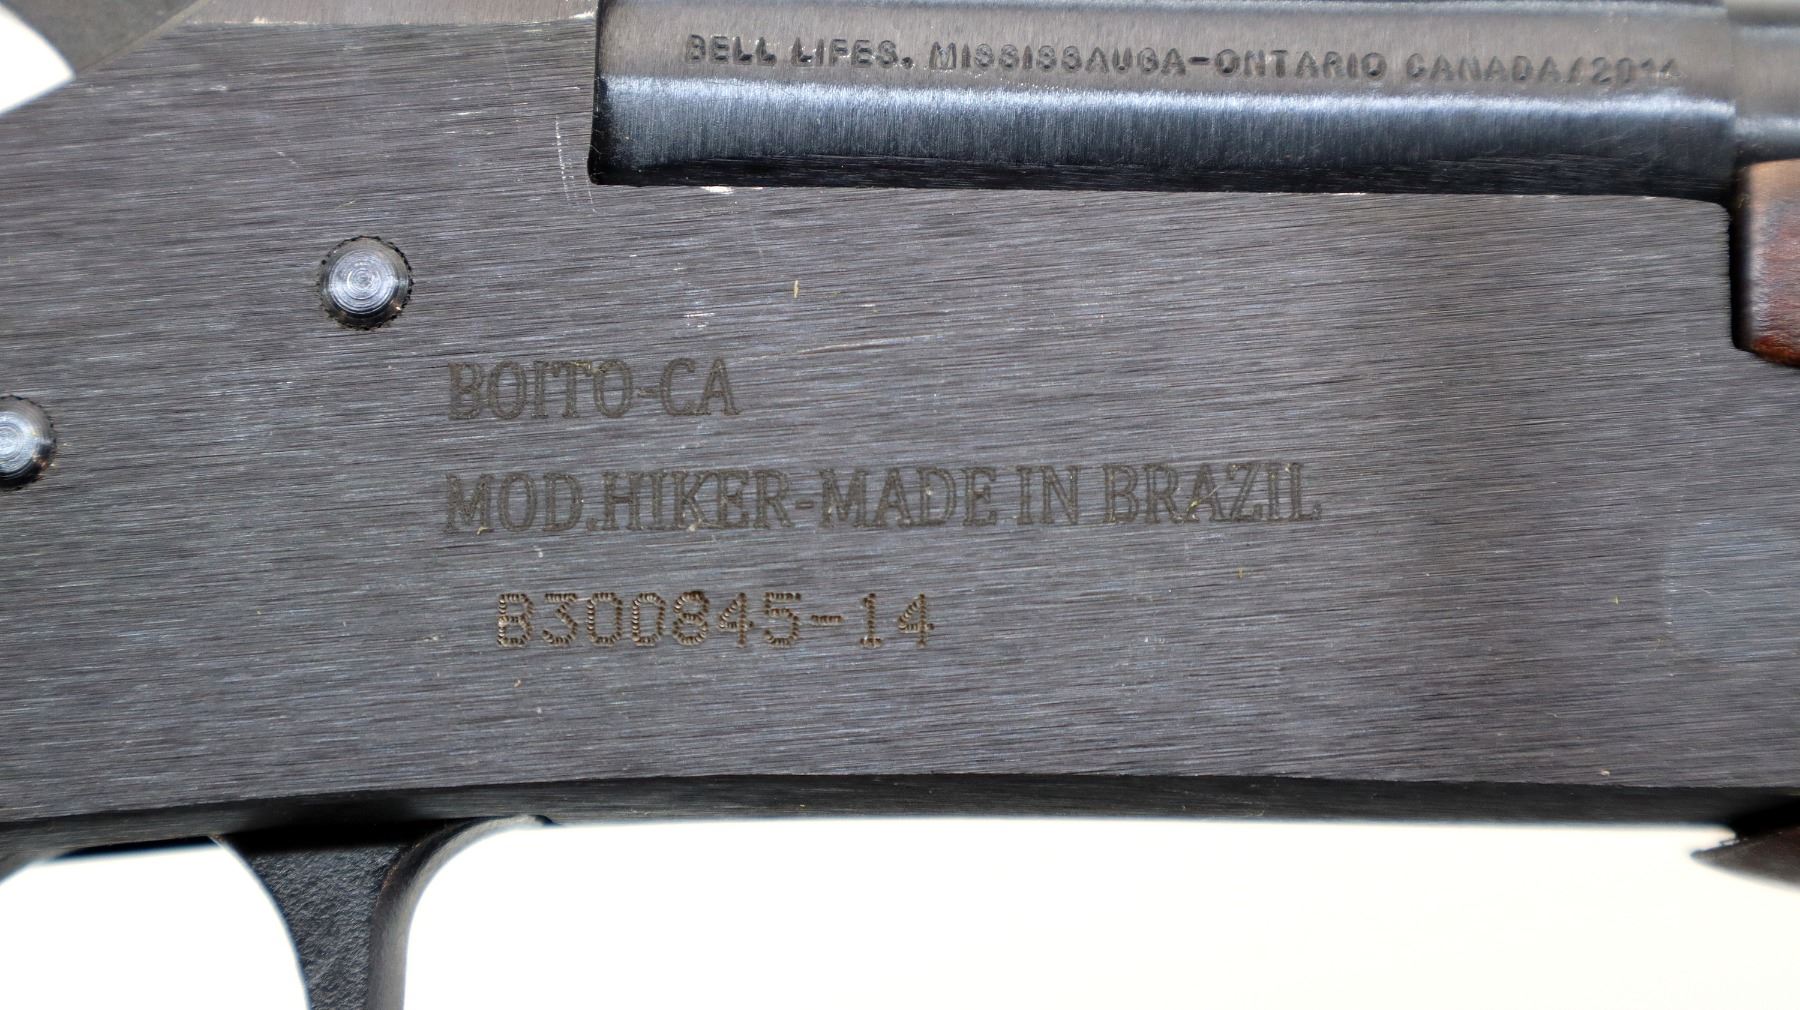 BELL LIFES, MISSISSAUGA-ONTARIO CANADA/2014
BOITO-CA
MOD.HIKER-MADE IN BRAZIL
B300845-14